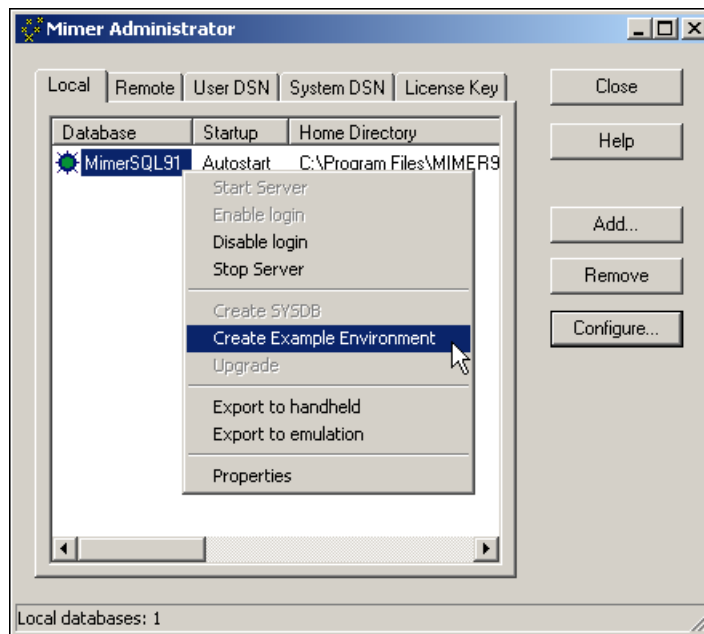 Mimer Administrator
Local Remote User DSN System DSN License Key
Close
Database Startup Home Directory
Help
MimerSQL91 Autostart C:\Program Files\MIMER9
Start Server
Enable login
Disable login
Add...
Stop Server
Remove
Create SYSDB
Create Example Environment
Configure...
Upgrade
Export to handheld
Export to emulation
Properties
Local databases: 1